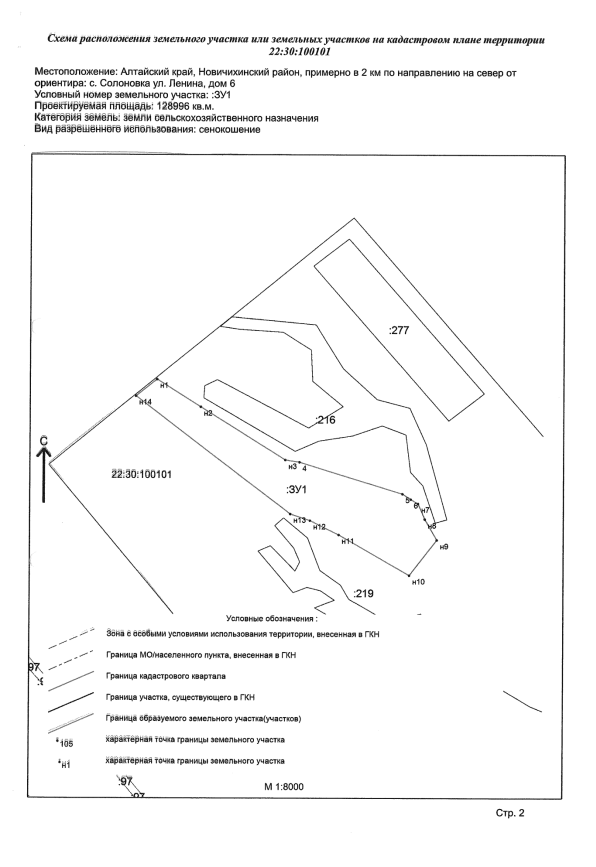 Схема расположения земельного участка или земельных участков на кадастровом плане территории
22:30:100101
Местоположение: Алтайский край, Новичихинский район, примерно в 2 км по направлению на север от
ориентира: с. Солоновка ул. Ленина, дом 6
Условный номер земельного участка: :ЗУ1
Проектируемая площадь: 128996 кв.м.
Категория земель: земли сельскохозяйственного назначения
Вид разрешенного использования: сенокошение
:277
н1
н14
н2
:216
С
н3 4
22:30:100101
:ЗУ1
5
6
н7
н13
н12
н8
н11
н9
н10
:219
Условные обозначения :
Зона с особыми условиями использования территории, внесенная в ГКН
Граница МО/населенного пункта, внесенная в ГКН
97
Граница кадастрового квартала
Граница участка, существующего в ГКН
Граница образуемого земельного участка(участков)
105 характерная точка границы земельного участка
н1 характерная точка границы земельного участка
:97
М 1:8000
:97
Стр. 2